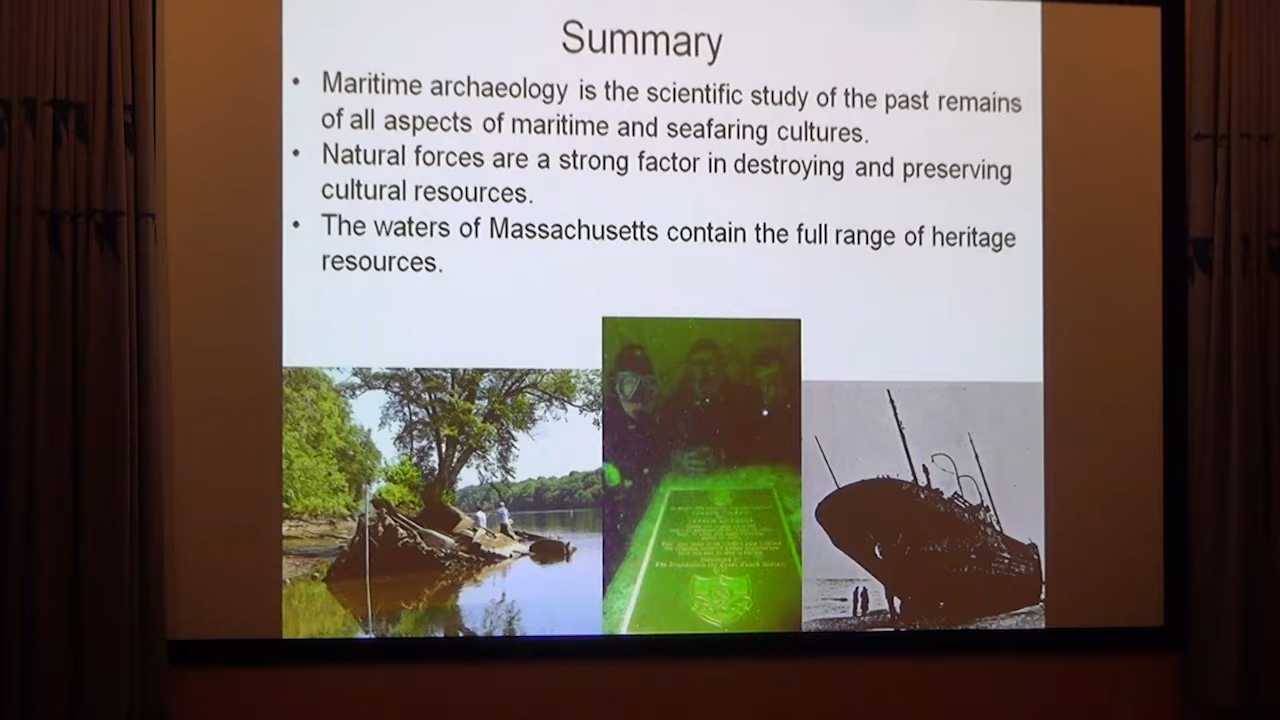 Summary
• Maritime archaeology is the scientific study of the past remains
of all aspects of maritime and seafaring cultures.
• Natural forces are a strong factor in destroying and preserving
cultural resources.
• The waters of Massachusetts contain the full range of heritage
resources.